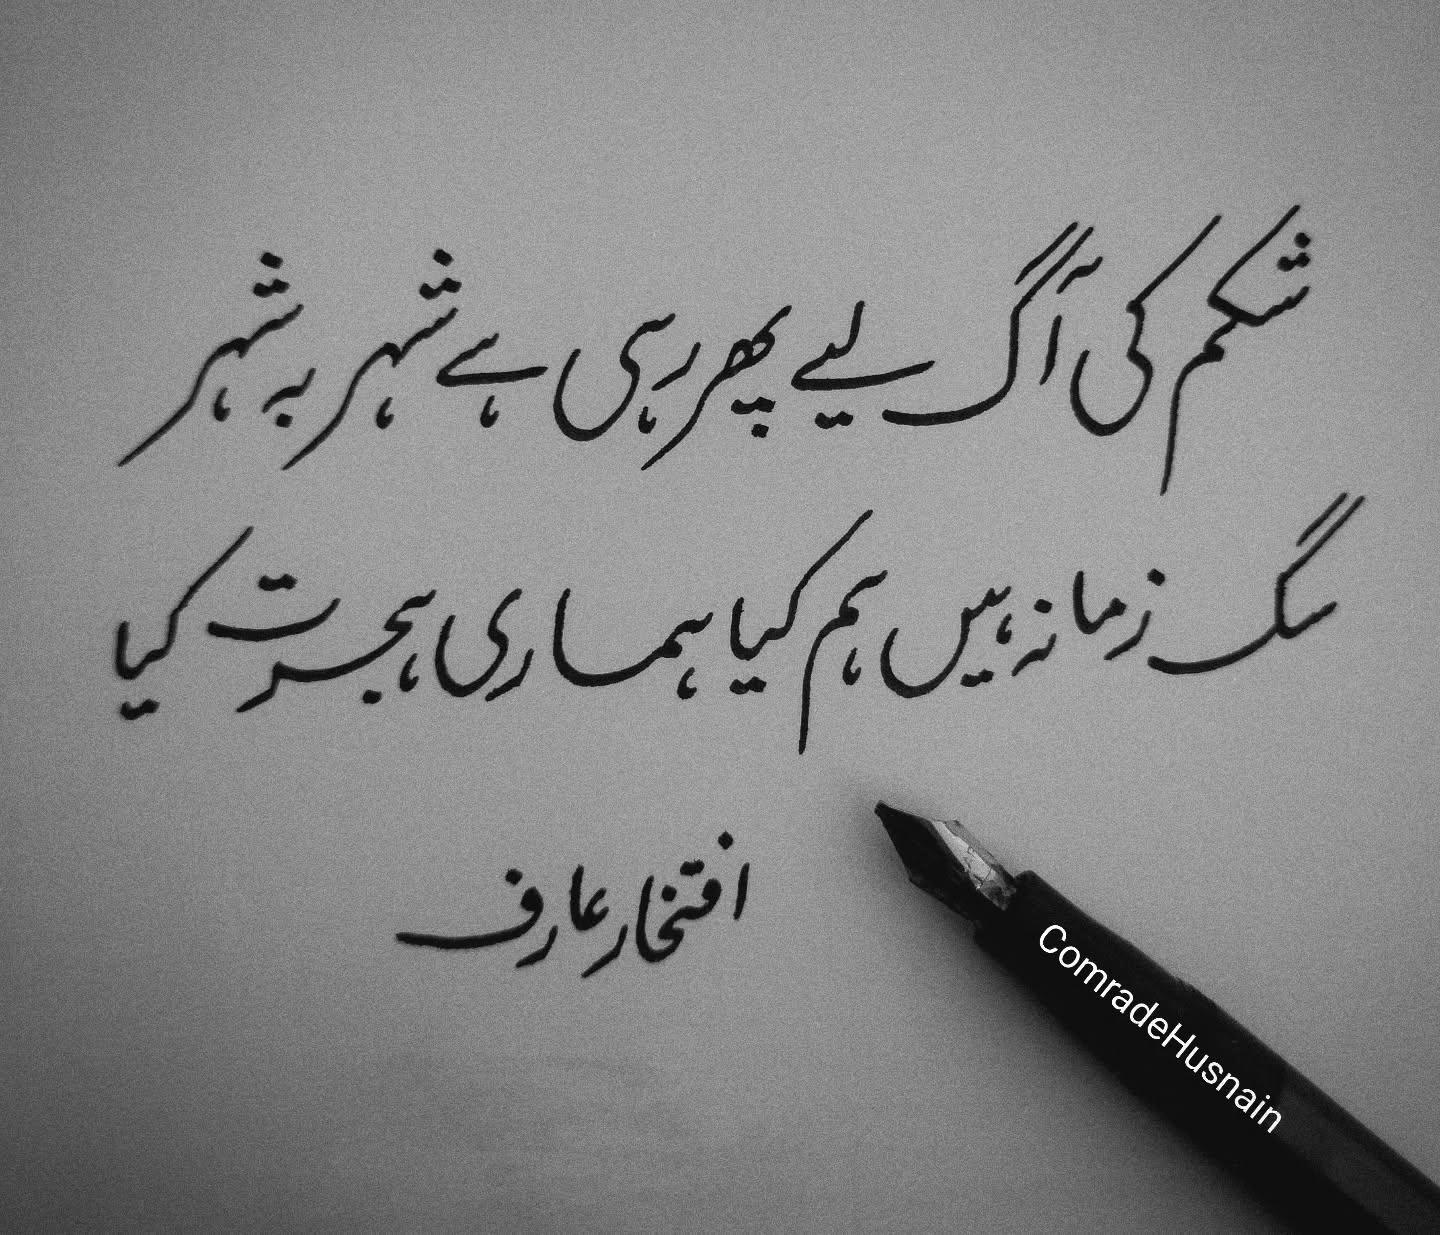 شکم کی آگ لیے پھر رہی ہے شہر بہ شہر
سگ زمانہ ہیں ہم کیا ہماری ہجرت کیا
افتخار عارف
ComradeHusnain